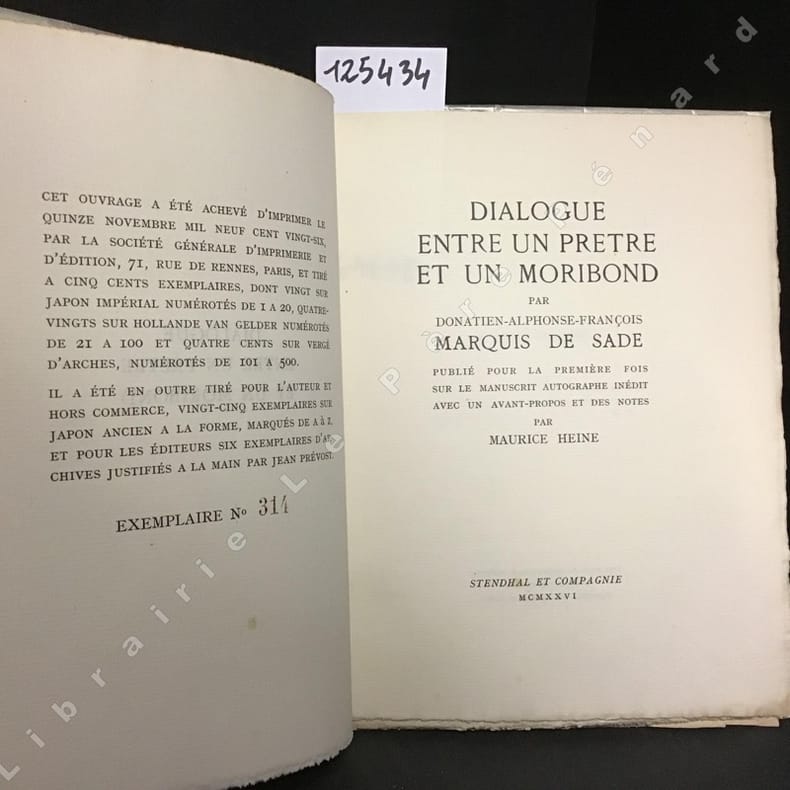 125434
CET OUVRAGE A ÉTÉ ACHEVÉ D'IMPRIMER LE
QUINZE NOVEMBRE MIL NEUF CENT VINGT-SIX,
PAR LA SOCIÉTÉ GÉNÉRALE D'IMPRIMERIE ET
D'ÉDITION, 71, RUE DE RENNES, PARIS, ET TIRÉ
A CINQ CENTS EXEMPLAIRES, DONT VINGT SUR
JAPON IMPÉRIAL NUMÉROTÉS DE 1 A 20, QUATRE-
VINGTS SUR HOLLANDE VAN GELDER NUMÉROTÉS
DE 21 A 100 ET QUATRE CENTS SUR VERGÉ
D'ARCHES, NUMÉROTÉS DE 101 A 500.
IL A ÉTÉ EN OUTRE TIRÉ POUR L'AUTEUR ET
HORS COMMERCE, VINGT-CINQ EXEMPLAIRES SUR
JAPON ANCIEN A LA FORME, MARQUÉS DE A à Z,
ET POUR LES ÉDITEURS SIX EXEMPLAIRES D'AR-
CHIVES JUSTIFIÉS A LA MAIN PAR JEAN PRÉVOST.
EXEMPLAIRE No 314
DIALOGUE
ENTRE UN PRETRE
ET UN MORIBOND
PAR
DONATIEN-ALPHONSE-FRANÇOIS
MARQUIS DE SADE
PUBLIÉ POUR LA PREMIÈRE FOIS
SUR LE MANUSCRIT AUTOGRAPHE INÉDIT
AVEC UN AVANT-PROPOS ET DES NOTES
PAR
MAURICE HEINE
STENDHAL ET COMPAGNIE
MCMXXVI
Librairie Le Père Pénard